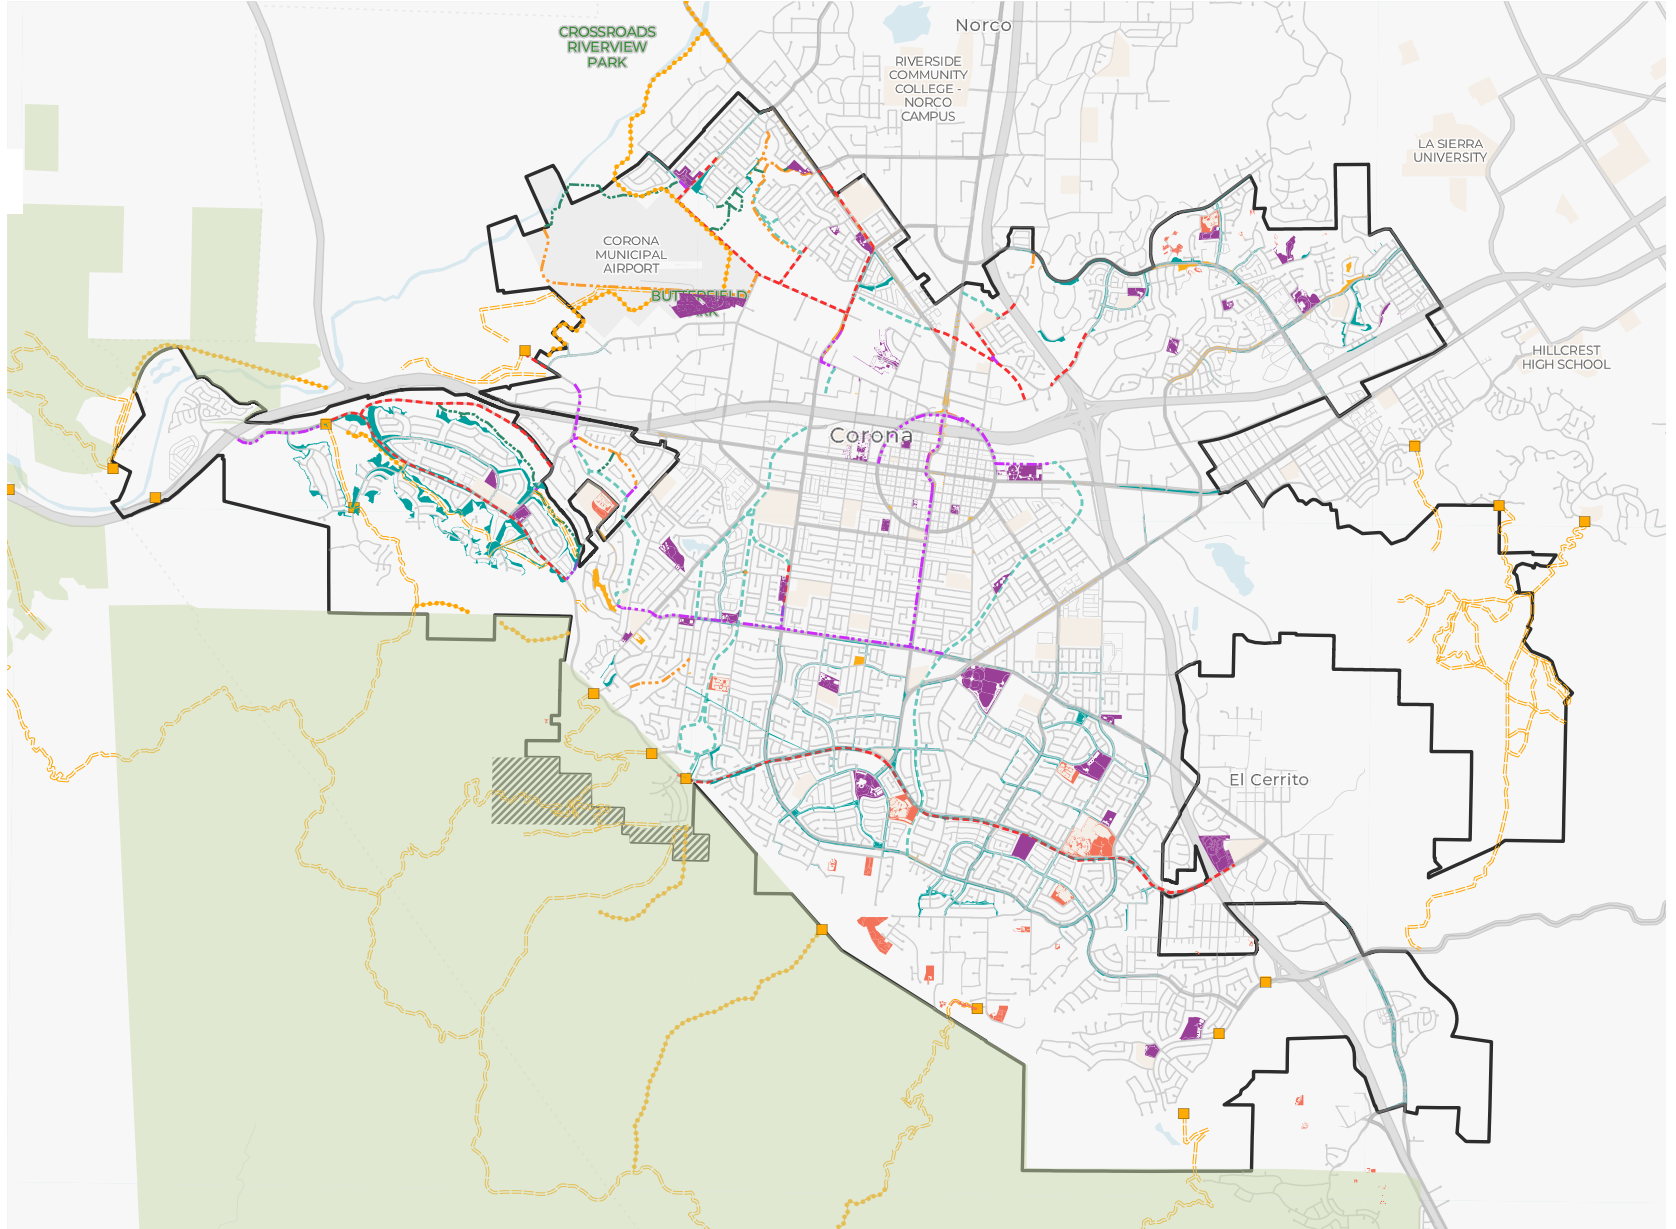 Norco
CROSSROADS
RIVERVIEW
PARK
RIVERSIDE
COMMUNITY
COLLEGE -
NORCO
CAMPUS
LA SIERRA
UNIVERSITY
CORONA
MUNICIPAL
AIRPORT
HILLCREST
HIGH SCHOOL
Corona
El Cerrito